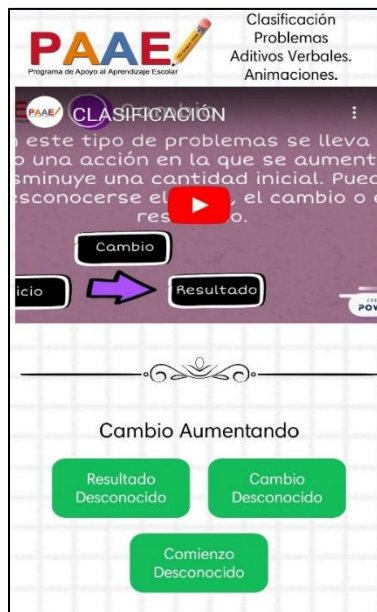 PAAE
Programa de Apoyo al Aprendizaje Escolar
Clasificación
Problemas
Aditivos Verbales.
Animaciones.
PAAE
CLASIFICACIÓN
este tipo de problemas se lleva
o una acción en la que se aument
sminuye una cantidad inicial. Pued
esconocerse el el cambio o e
res o.
Cambio
icio
Resultado
POW
Cambio Aumentando
Resultado
Desconocido
Cambio
Desconocido
Comienzo
Desconocido